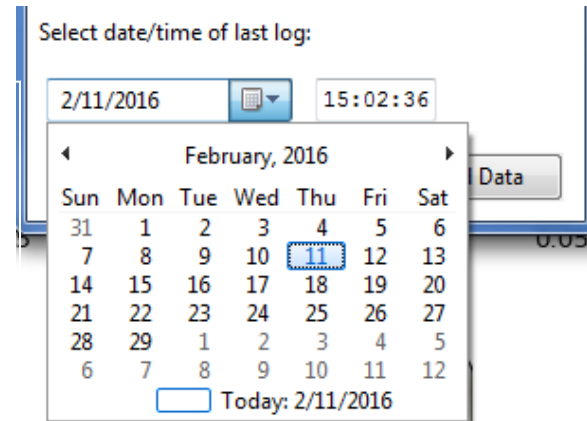 Select date/time of last log:
2/11/2016 15:02:36
February, 2016
Data
Sun Mon Tue Wed Thu Fri Sat
31 1 2 3 4 5 6
7 8 9 10 11 12 13
0.05
14 15 16 17 18 19 20
21 22 23 24 25 26 27
28 29 1 2 3 4 5
6 7 8 9 10 11 12
Today: 2/11/2016